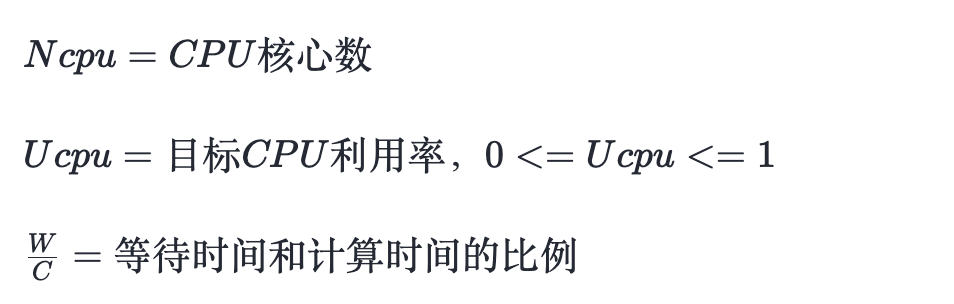 Ncpu = CPU核心数
Ucpu = 目标CPU利用率，0 <= Ucpu <= 1
W/C = 等待时间和计算时间的比例